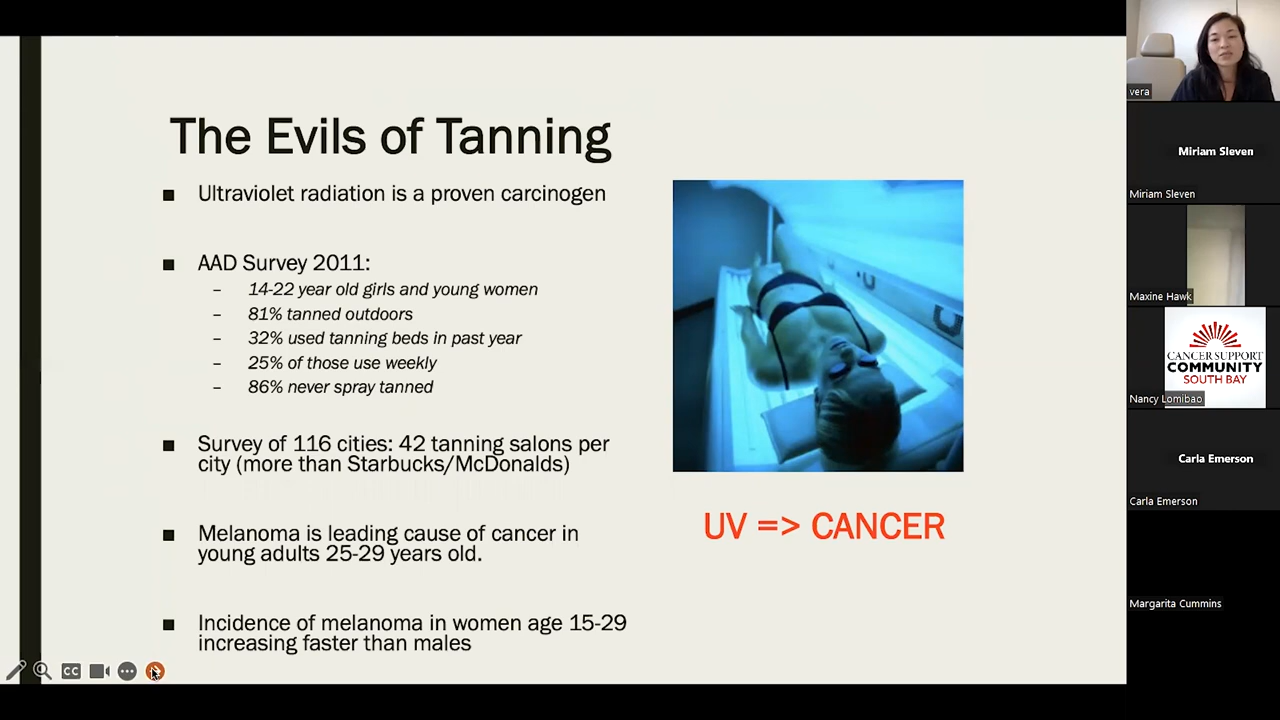 The Evils of Tanning
■ Ultraviolet radiation is a proven carcinogen
■ AAD Survey 2011:
– 14-22 year old girls and young women
– 81% tanned outdoors
– 32% used tanning beds in past year
– 25% of those use weekly
– 86% never spray tanned
■ Survey of 116 cities: 42 tanning salons per
city (more than Starbucks/McDonalds)
■ Melanoma is leading cause of cancer in
young adults 25-29 years old.
■ Incidence of melanoma in women age 15-29
increasing faster than males
UV => CANCER
CC
vera
Miriam Sleven
Miriam Sleven
Maxine Hawk
CANCER SUPPORT
COMMUNITY
SOUTH BAY
Nancy Lomibao
Carla Emerson
Carla Emerson
Margarita Cummins